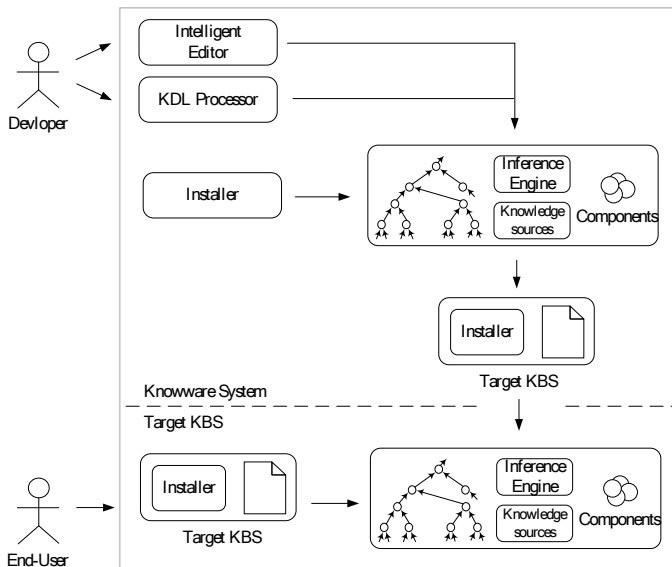 Intelligent
Editor
KDL Processor
Devloper
Installer
Inference
Engine
Knowledge
sources
Components
Installer
Target KBS
Knowware System
Target KBS
Installer
Target KBS
Inference
Engine
Knowledge
sources
Components
End-User